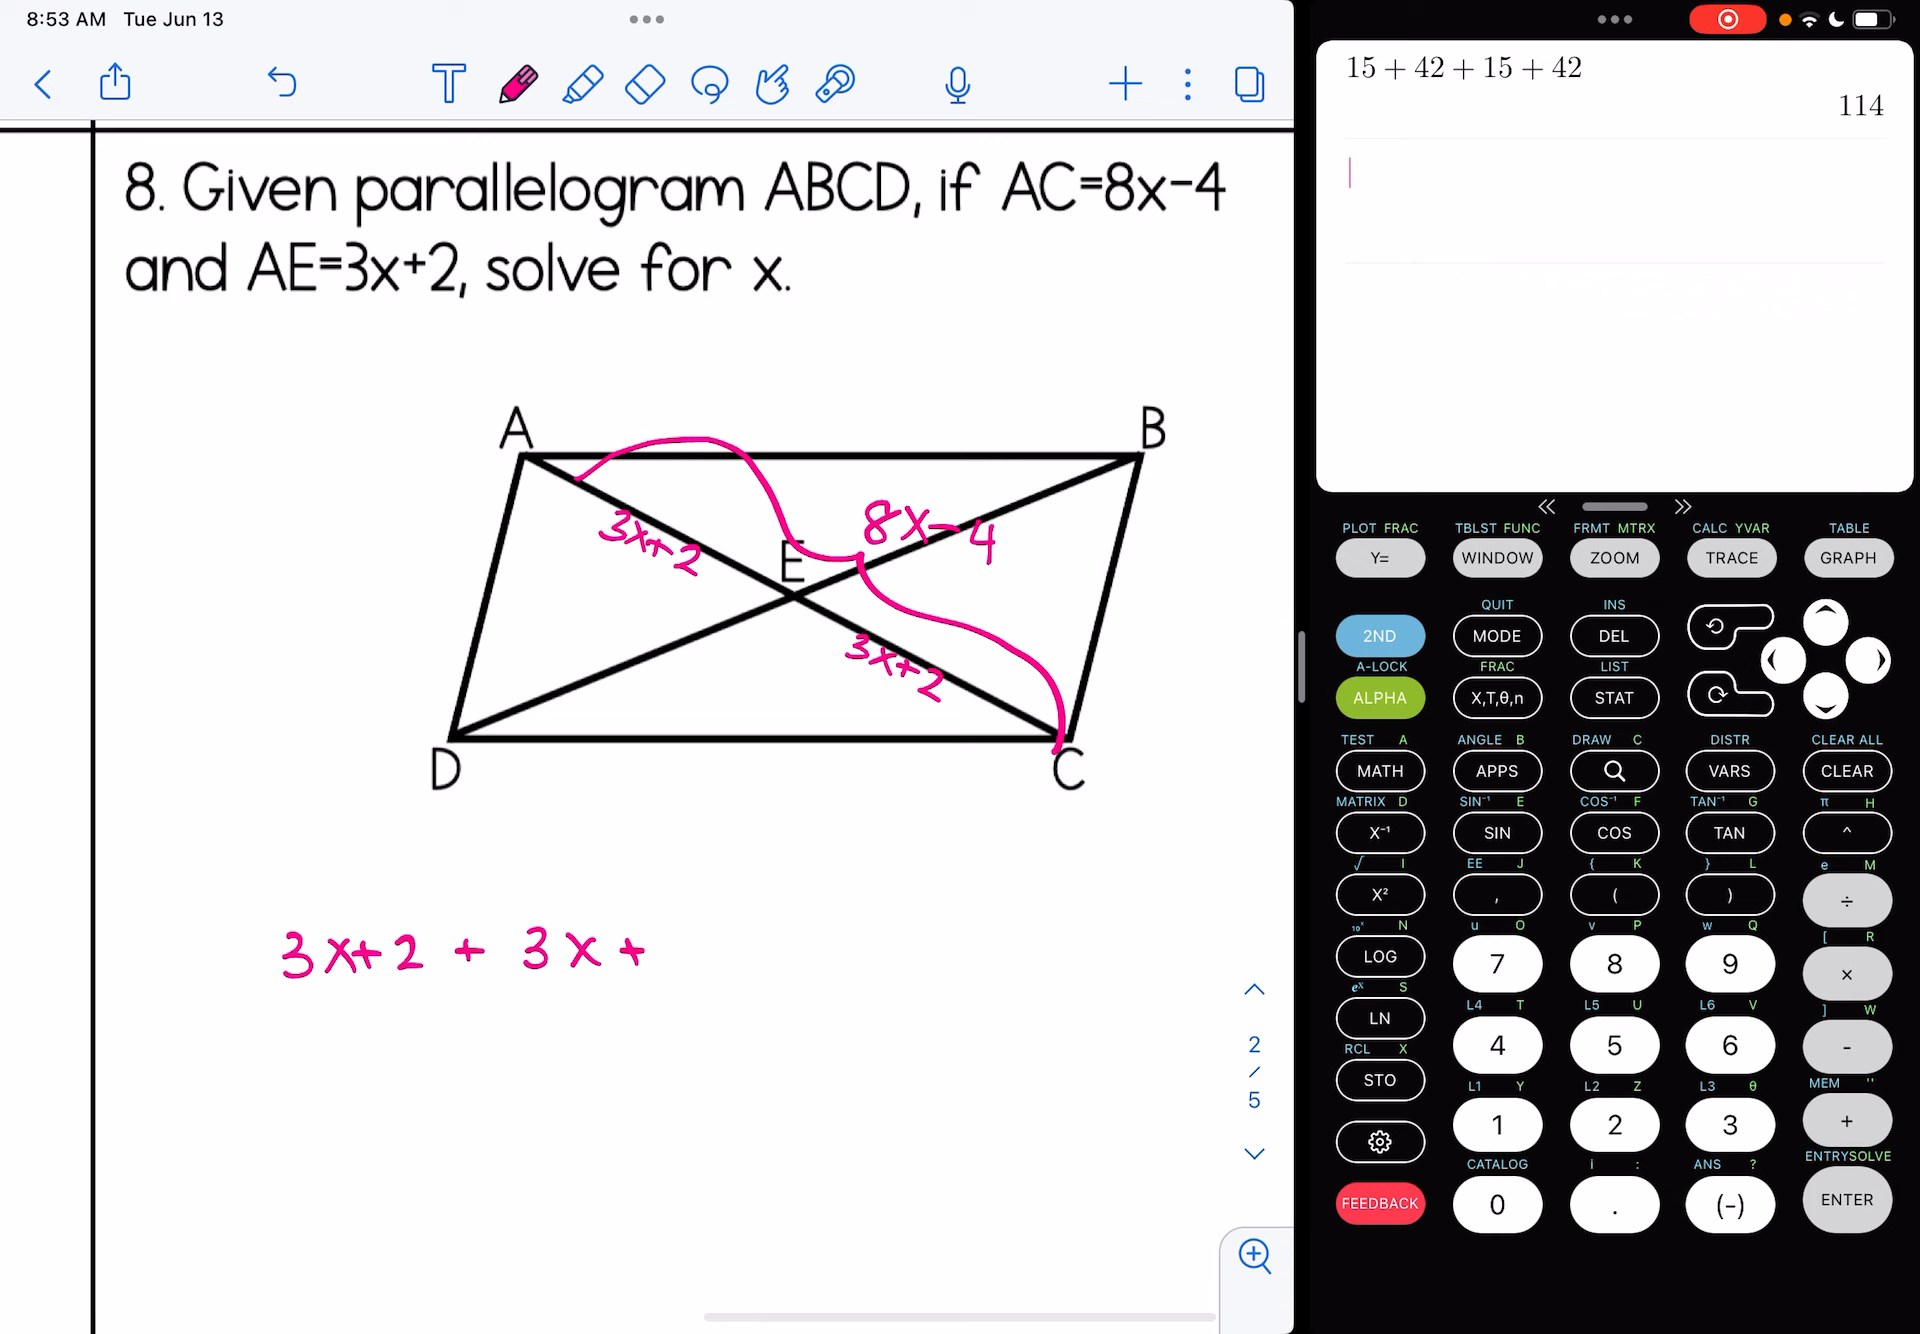 8:53 AM Tue Jun 13
8. Given parallelogram ABCD, if AC=8x-4
and AE=3x+2, solve for x.
A
B
8x-4
3x+2
E
3x+2
D
C
3x+2 + 3x+
2
/
5
15 + 42 + 15 + 42
114
PLOT FRAC TBLST FUNC FRMT MTRX CALC YVAR TABLE
Y= WINDOW ZOOM TRACE GRAPH
QUIT INS
2ND MODE DEL
A-LOCK FRAC LIST
ALPHA X,T,θ,n STAT
TEST A ANGLE B DRAW C DISTR CLEAR ALL
MATH APPS VARS CLEAR
MATRIX D SIN⁻¹ E COS⁻¹ F TAN⁻¹ G π H
X⁻¹ SIN COS TAN ^
√ I EE J { K } L e M
X² , ( ) ÷
10ˣ N u O v P w Q [ R
LOG 7 8 9 ×
eˣ S L4 T L5 U L6 V ] W
LN 4 5 6 -
RCL X L1 Y L2 Z L3 θ MEM "
STO 1 2 3 +
CATALOG i : ANS ? ENTRY SOLVE
FEEDBACK 0 . (-) ENTER